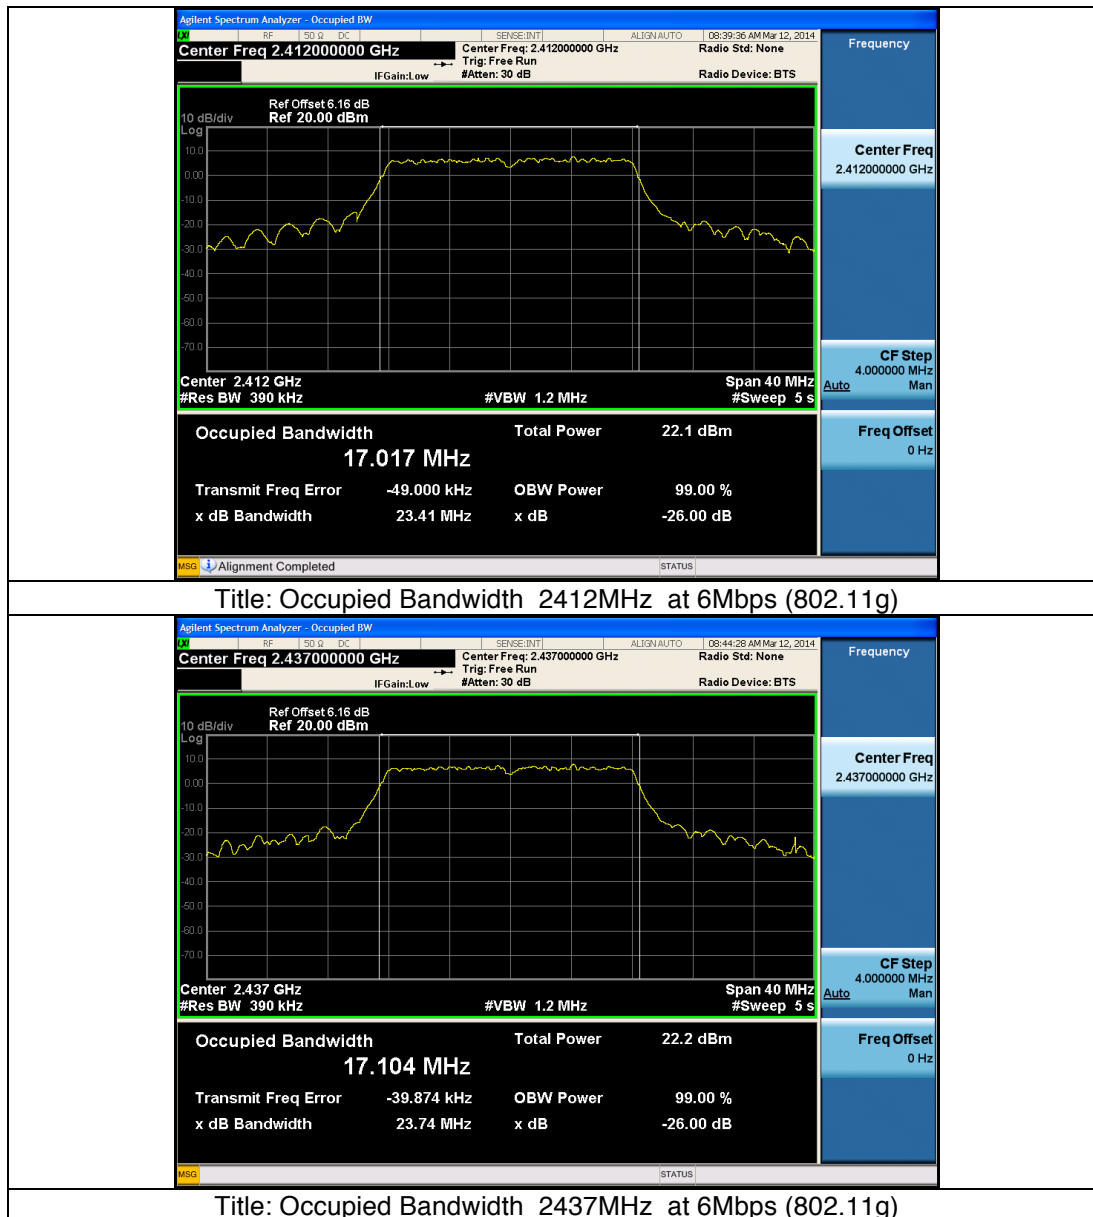 Agilent Spectrum Analyzer - Occupied BW
LXI RF 50 Ω DC SENSE:INT ALIGN AUTO 08:39:36 AM Mar 12, 2014
Center Freq 2.412000000 GHz
Center Freq: 2.412000000 GHz
Radio Std: None
Trig: Free Run
IFGain:Low
#Atten: 30 dB
Radio Device: BTS
Frequency
Ref Offset 6.16 dB
10 dB/div
Ref 20.00 dBm
Log
10.0
0.00
-10.0
-20.0
-30.0
-40.0
-50.0
-60.0
-70.0
Center 2.412 GHz
Span 40 MHz
#Res BW 390 kHz
#VBW 1.2 MHz
#Sweep 5 s
Center Freq
2.412000000 GHz
CF Step
4.000000 MHz
Auto Man
Freq Offset
0 Hz
Occupied Bandwidth
17.017 MHz
Total Power 22.1 dBm
Transmit Freq Error -49.000 kHz
OBW Power 99.00 %
x dB Bandwidth 23.41 MHz
x dB -26.00 dB
MSG Alignment Completed
STATUS
Title: Occupied Bandwidth 2412MHz at 6Mbps (802.11g)
Agilent Spectrum Analyzer - Occupied BW
LXI RF 50 Ω DC SENSE:INT ALIGN AUTO 08:44:28 AM Mar 12, 2014
Center Freq 2.437000000 GHz
Center Freq: 2.437000000 GHz
Radio Std: None
Trig: Free Run
IFGain:Low
#Atten: 30 dB
Radio Device: BTS
Frequency
Ref Offset 6.16 dB
10 dB/div
Ref 20.00 dBm
Log
10.0
0.00
-10.0
-20.0
-30.0
-40.0
-50.0
-60.0
-70.0
Center 2.437 GHz
Span 40 MHz
#Res BW 390 kHz
#VBW 1.2 MHz
#Sweep 5 s
Center Freq
2.437000000 GHz
CF Step
4.000000 MHz
Auto Man
Freq Offset
0 Hz
Occupied Bandwidth
17.104 MHz
Total Power 22.2 dBm
Transmit Freq Error -39.874 kHz
OBW Power 99.00 %
x dB Bandwidth 23.74 MHz
x dB -26.00 dB
MSG
STATUS
Title: Occupied Bandwidth 2437MHz at 6Mbps (802.11g)